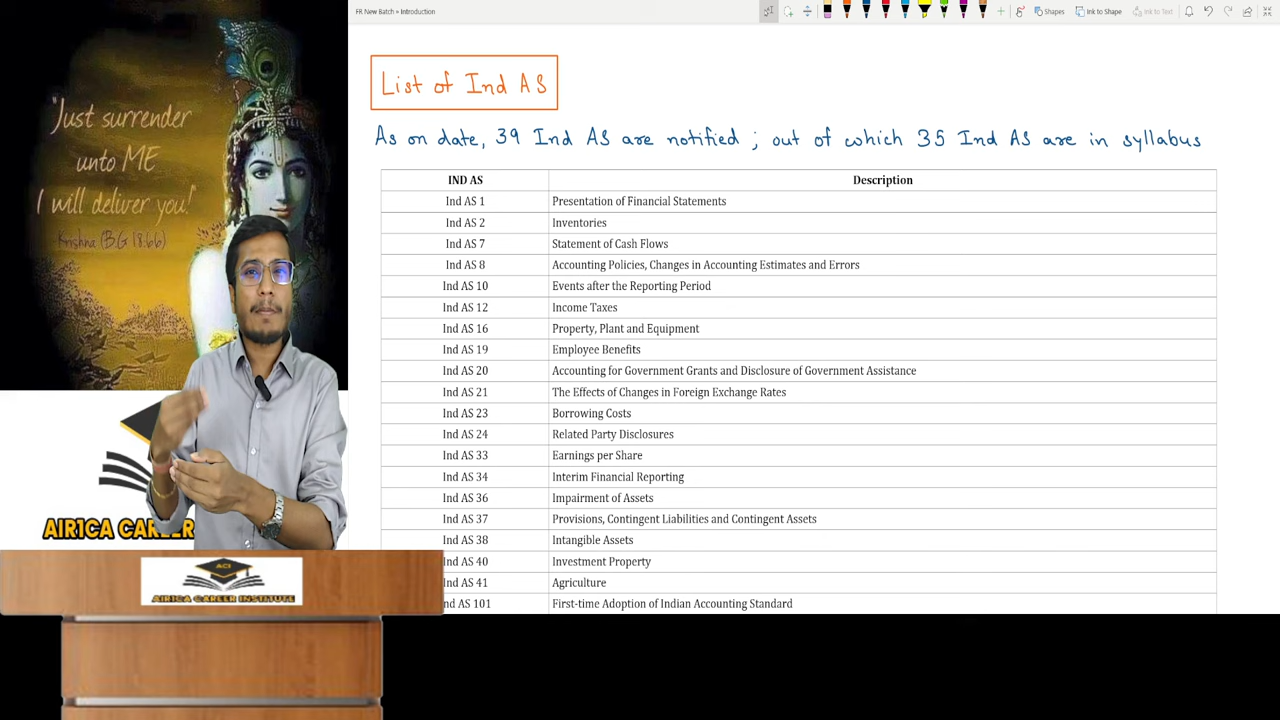 FR New Batch » Introduction
Shapes
Ink to Shape
Ink to Text
"Just surrender
unto ME
I will deliver you!"
Krishna (BG 18:66)
List of Ind AS
As on date, 39 Ind AS are notified ; out of which 35 Ind AS are in syllabus
IND AS Description
Ind AS 1 Presentation of Financial Statements
Ind AS 2 Inventories
Ind AS 7 Statement of Cash Flows
Ind AS 8 Accounting Policies, Changes in Accounting Estimates and Errors
Ind AS 10 Events after the Reporting Period
Ind AS 12 Income Taxes
Ind AS 16 Property, Plant and Equipment
Ind AS 19 Employee Benefits
Ind AS 20 Accounting for Government Grants and Disclosure of Government Assistance
Ind AS 21 The Effects of Changes in Foreign Exchange Rates
Ind AS 23 Borrowing Costs
Ind AS 24 Related Party Disclosures
Ind AS 33 Earnings per Share
Ind AS 34 Interim Financial Reporting
Ind AS 36 Impairment of Assets
Ind AS 37 Provisions, Contingent Liabilities and Contingent Assets
Ind AS 38 Intangible Assets
Ind AS 40 Investment Property
Ind AS 41 Agriculture
nd AS 101 First-time Adoption of Indian Accounting Standard
AIR1CA CAREER
ACI
AIR1CA CAREER INSTITUTE